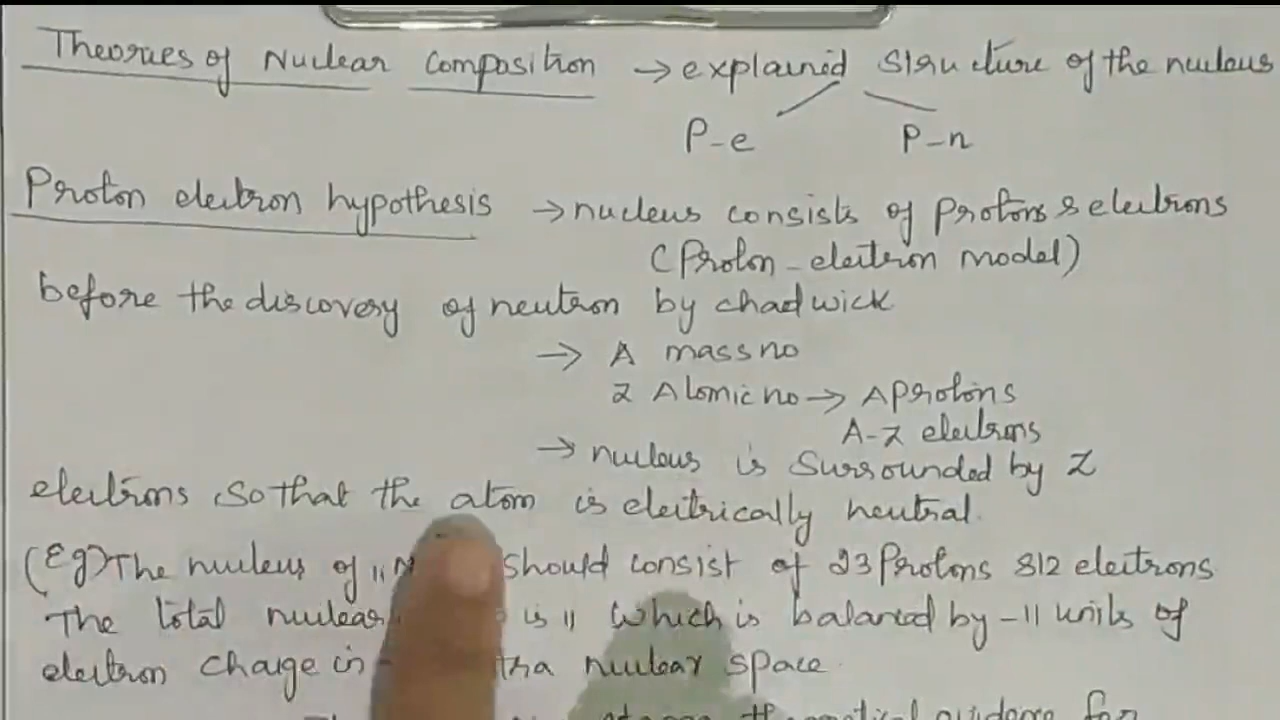 Theories of Nuclear Composition → explained structure of the nucleus
P-e P-n
Proton electron hypothesis → nucleus consists of protons & electrons
(Proton-electron model)
before the discovery of neutron by chadwick
→ A mass no
Z Atomic no → A protons
A-Z electrons
→ nucleus is surrounded by Z
electrons so that the atom is electrically neutral.
(Eg) The nucleus of 11 should consist of 23 Protons & 12 electrons
The total nuclear is 11 which is balanced by -11 units of
electron charge in nuclear space.
for